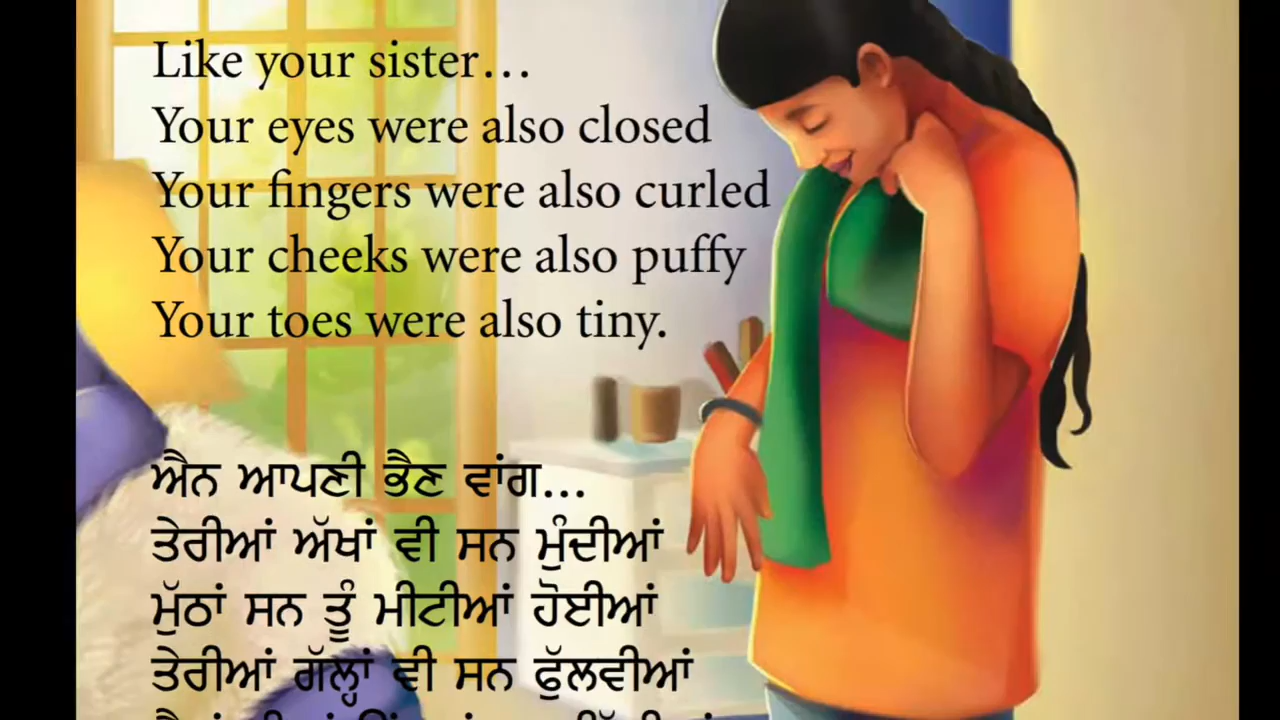 Like your sister…
Your eyes were also closed
Your fingers were also curled
Your cheeks were also puffy
Your toes were also tiny.
ਐਨ ਆਪਣੀ ਭੈਣ ਵਾਂਗ…
ਤੇਰੀਆਂ ਅੱਖਾਂ ਵੀ ਸਨ ਮੁੰਦੀਆਂ
ਮੁੱਠਾਂ ਸਨ ਤੂੰ ਮੀਟੀਆਂ ਹੋਈਆਂ
ਤੇਰੀਆਂ ਗੱਲ੍ਹਾਂ ਵੀ ਸਨ ਫੁੱਲਵੀਆਂ